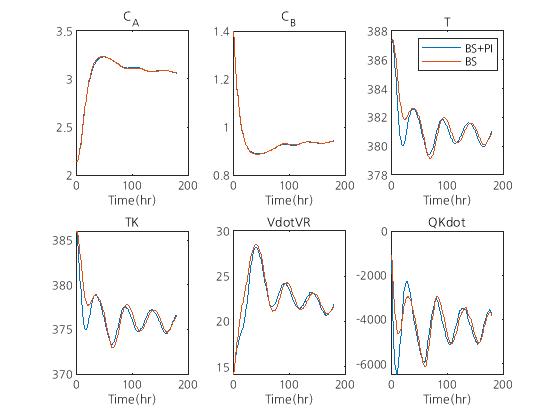 C_A
C_B
T
3.5
3
2.5
2
0 100 200
Time(hr)
1.4
1.2
1
0.8
0 100 200
Time(hr)
388
386
384
382
380
378
BS+PI
BS
0 100 200
Time(hr)
TK
VdotVR
QKdot
385
380
375
370
0 100 200
Time(hr)
30
25
20
15
0 100 200
Time(hr)
0
-2000
-4000
-6000
0 100 200
Time(hr)